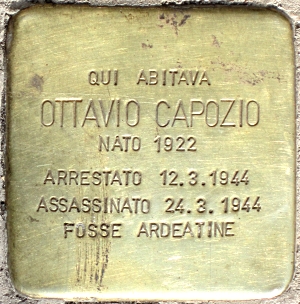 QUI ABITAVA
OTTAVIO CAPOZIO
NATO 1922
ARRESTATO 12.3.1944
ASSASSINATO 24.3.1944
FOSSE ARDEATINE